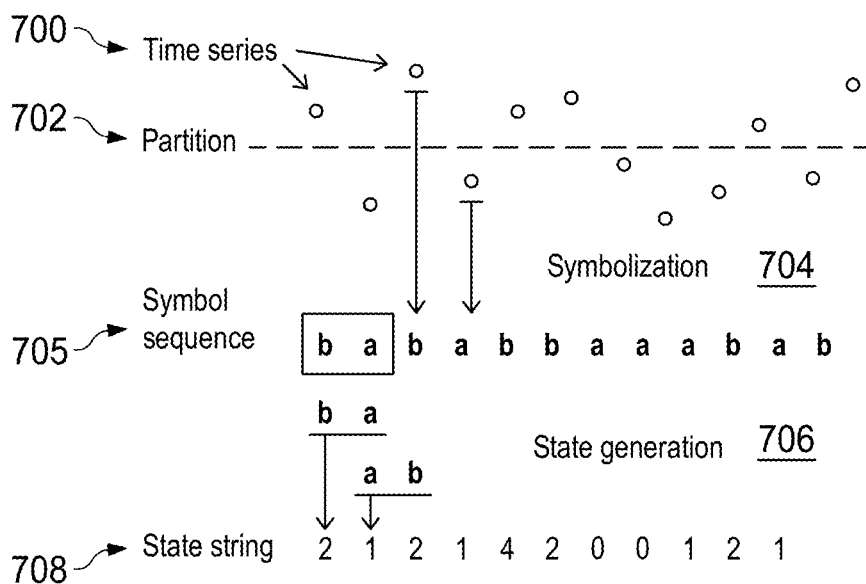 700
Time series
702
Partition
Symbolization 704
Symbol
sequence
705
b a b a b b a a a b a b
b a
State generation 706
a b
708 State string 2 1 2 1 4 2 0 0 1 2 1